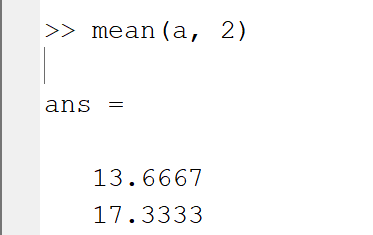 >> mean(a, 2)
ans =
13.6667
17.3333